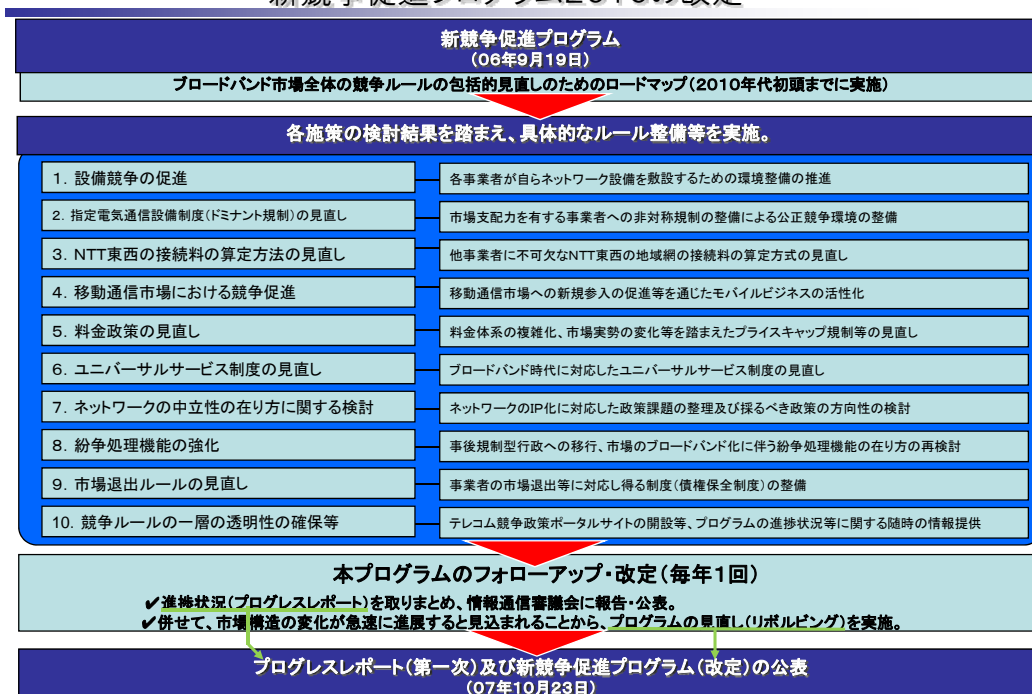 新競争促進プログラム2010の改定
新競争促進プログラム
（06年9月19日）
ブロードバンド市場全体の競争ルールの包括的見直しのためのロードマップ（2010年代初頭までに実施）
各施策の検討結果を踏まえ、具体的なルール整備等を実施。
1．設備競争の促進
各事業者が自らネットワーク設備を敷設するための環境整備の推進
2．指定電気通信設備制度（ドミナント規制）の見直し
市場支配力を有する事業者への非対称規制の整備による公正競争環境の整備
3．NTT東西の接続料の算定方法の見直し
他事業者に不可欠なNTT東西の地域網の接続料の算定方式の見直し
4．移動通信市場における競争促進
移動通信市場への新規参入の促進等を通じたモバイルビジネスの活性化
5．料金政策の見直し
料金体系の複雑化、市場実勢の変化等を踏まえたプライスキャップ規制等の見直し
6．ユニバーサルサービス制度の見直し
ブロードバンド時代に対応したユニバーサルサービス制度の見直し
7．ネットワークの中立性の在り方に関する検討
ネットワークのIP化に対応した政策課題の整理及び採るべき政策の方向性の検討
8．紛争処理機能の強化
事後規制型行政への移行、市場のブロードバンド化に伴う紛争処理機能の在り方の再検討
9．市場退出ルールの見直し
事業者の市場退出等に対応し得る制度（債権保全制度）の整備
10．競争ルールの一層の透明性の確保等
テレコム競争政策ポータルサイトの開設等、プログラムの進捗状況等に関する随時の情報提供
本プログラムのフォローアップ・改定（毎年1回）
✔進捗状況（プログレスレポート）を取りまとめ、情報通信審議会に報告・公表。
✔併せて、市場構造の変化が急速に進展すると見込まれることから、プログラムの見直し（リボルビング）を実施。
プログレスレポート（第一次）及び新競争促進プログラム（改定）の公表
（07年10月23日）